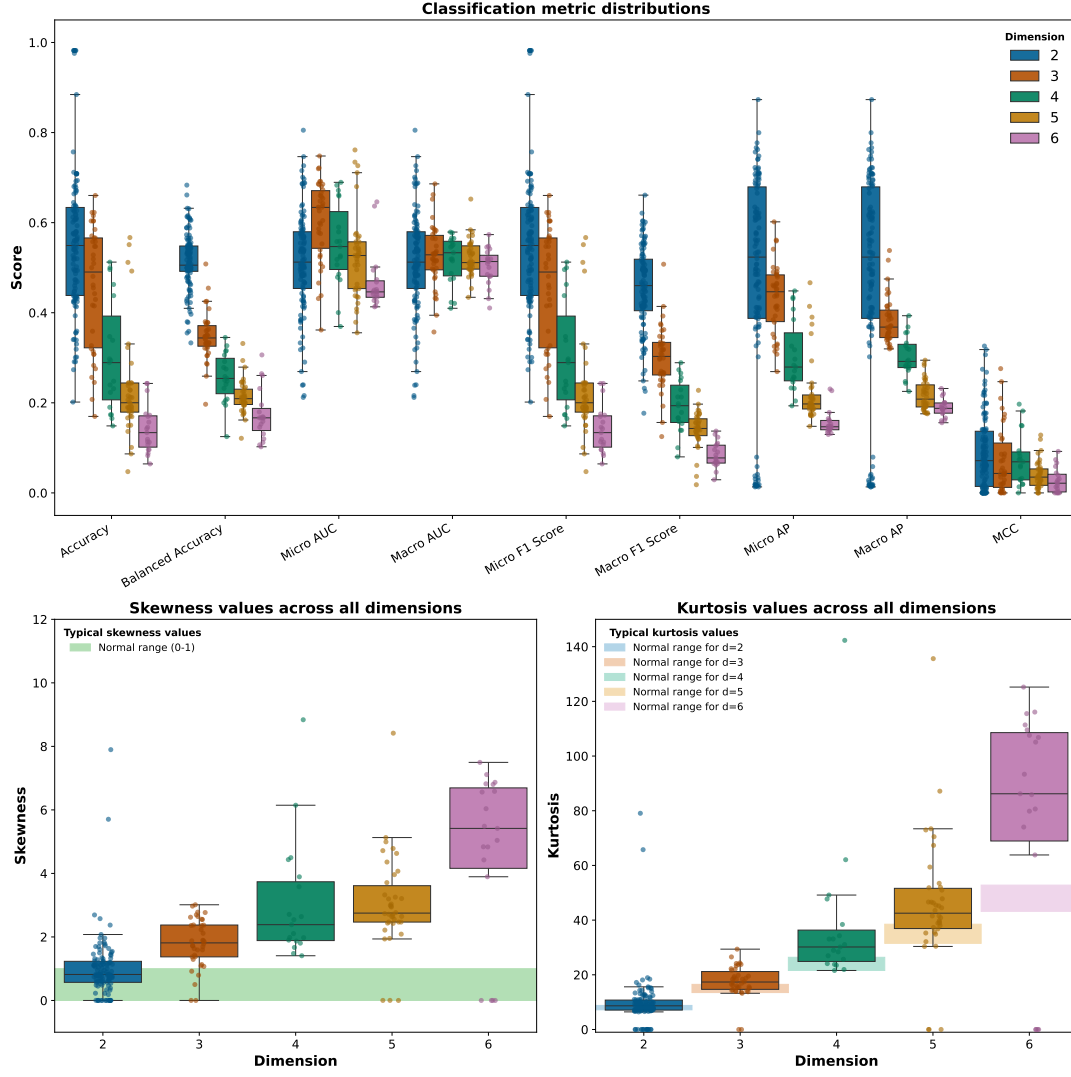 Classification metric distributions
Score
1.0
0.8
0.6
0.4
0.2
0.0
Dimension
2
3
4
5
6
Accuracy
Balanced Accuracy
Micro AUC
Macro AUC
Micro F1 Score
Macro F1 Score
Micro AP
Macro AP
MCC
Skewness values across all dimensions
Skewness
12
10
8
6
4
2
0
Typical skewness values
Normal range (0-1)
2
3
4
5
6
Dimension
Kurtosis values across all dimensions
Kurtosis
140
120
100
80
60
40
20
0
Typical kurtosis values
Normal range for d=2
Normal range for d=3
Normal range for d=4
Normal range for d=5
Normal range for d=6
2
3
4
5
6
Dimension